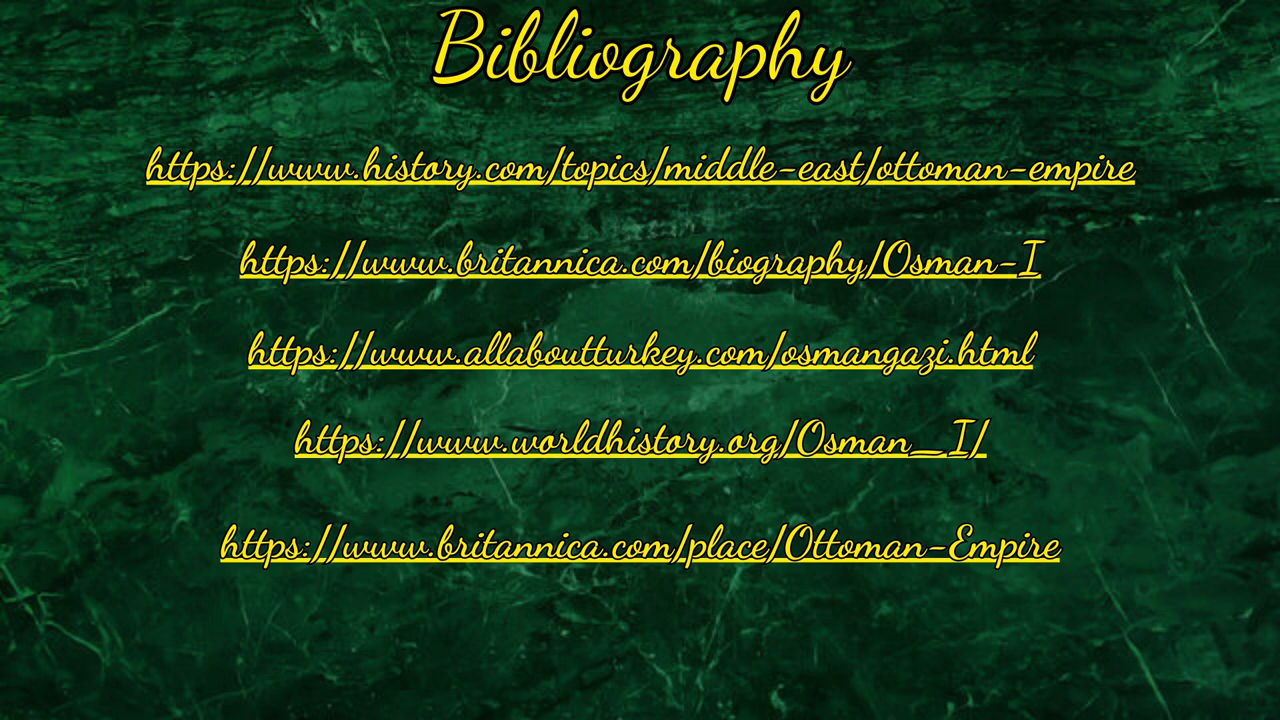 Bibliography
https://www.history.com/topics/middle-east/ottoman-empire
https://www.britannica.com/biography/Osman-I
https://www.allaboutturkey.com/osmangazi.html
https://www.worldhistory.org/Osman_I/
https://www.britannica.com/place/Ottoman-Empire